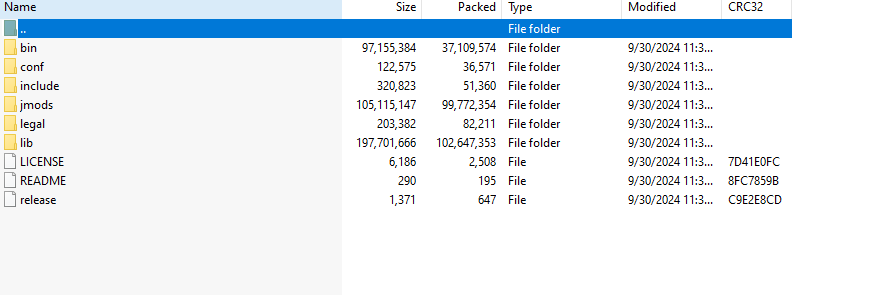 Name Size Packed Type Modified CRC32
.. File folder
bin 97,155,384 37,109,574 File folder 9/30/2024 11:3...
conf 122,575 36,571 File folder 9/30/2024 11:3...
include 320,823 51,360 File folder 9/30/2024 11:3...
jmods 105,115,147 99,772,354 File folder 9/30/2024 11:3...
legal 203,382 82,211 File folder 9/30/2024 11:3...
lib 197,701,666 102,647,353 File folder 9/30/2024 11:3...
LICENSE 6,186 2,508 File 9/30/2024 11:3... 7D41E0FC
README 290 195 File 9/30/2024 11:3... 8FC7859B
release 1,371 647 File 9/30/2024 11:3... C9E2E8CD